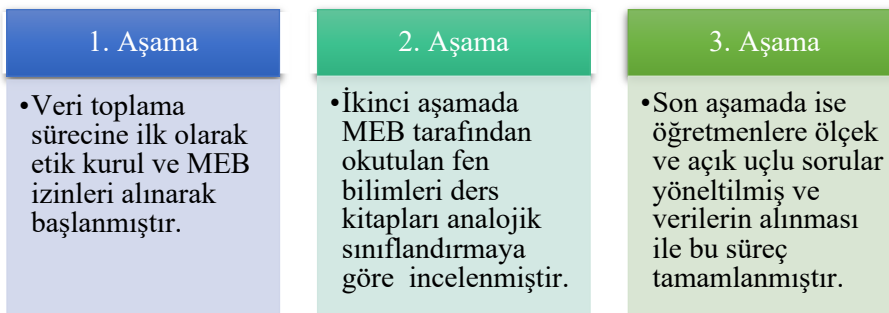 1. Aşama
•Veri toplama
sürecine ilk olarak
etik kurul ve MEB
izinleri alınarak
başlanmıştır.
2. Aşama
•İkinci aşamada
MEB tarafından
okutulan fen
bilimleri ders
kitapları analojik
sınıflandırmaya
göre  incelenmiştir.
3. Aşama
•Son aşamada ise
öğretmenlere ölçek
ve açık uçlu sorular
yöneltilmiş ve
verilerin alınması
ile bu süreç
tamamlanmıştır.